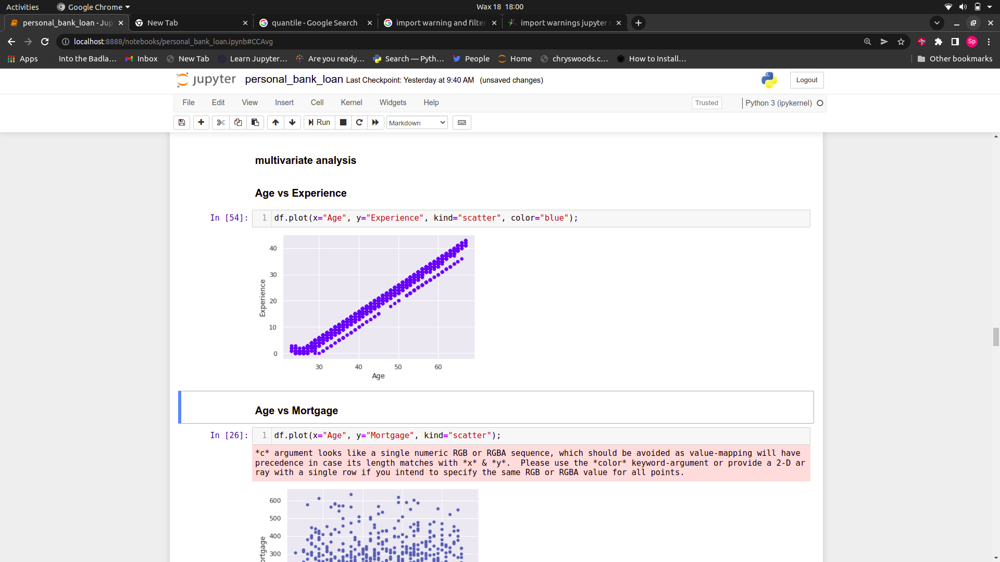 Activities
Google Chrome
Wax 18 18:00
personal_bank_loan - Jup
New Tab
quantile - Google Search
import warning and filter
import warnings jupyter n
localhost:8888/notebooks/personal_bank_loan.ipynb#CCAvg
Sp
Apps
Into the Badla...
Inbox
New Tab
Learn Jupyter...
Are you ready...
Search — Pyth...
People
Home
chryswoods.c...
How to Install...
Other bookmarks
jupyter
personal_bank_loan Last Checkpoint: Yesterday at 9:40 AM (unsaved changes)
Logout
File Edit View Insert Cell Kernel Widgets Help
Trusted
Python 3 (ipykernel)
Run
Markdown
multivariate analysis
Age vs Experience
In [54]:
1 df.plot(x="Age", y="Experience", kind="scatter", color="blue");
40
30
20
10
0
Experience
30 40 50 60
Age
Age vs Mortgage
In [26]:
1 df.plot(x="Age", y="Mortgage", kind="scatter");
*c* argument looks like a single numeric RGB or RGBA sequence, which should be avoided as value-mapping will have
precedence in case its length matches with *x* & *y*.  Please use the *color* keyword-argument or provide a 2-D ar
ray with a single row if you intend to specify the same RGB or RGBA value for all points.
600
500
400
300
ortgage